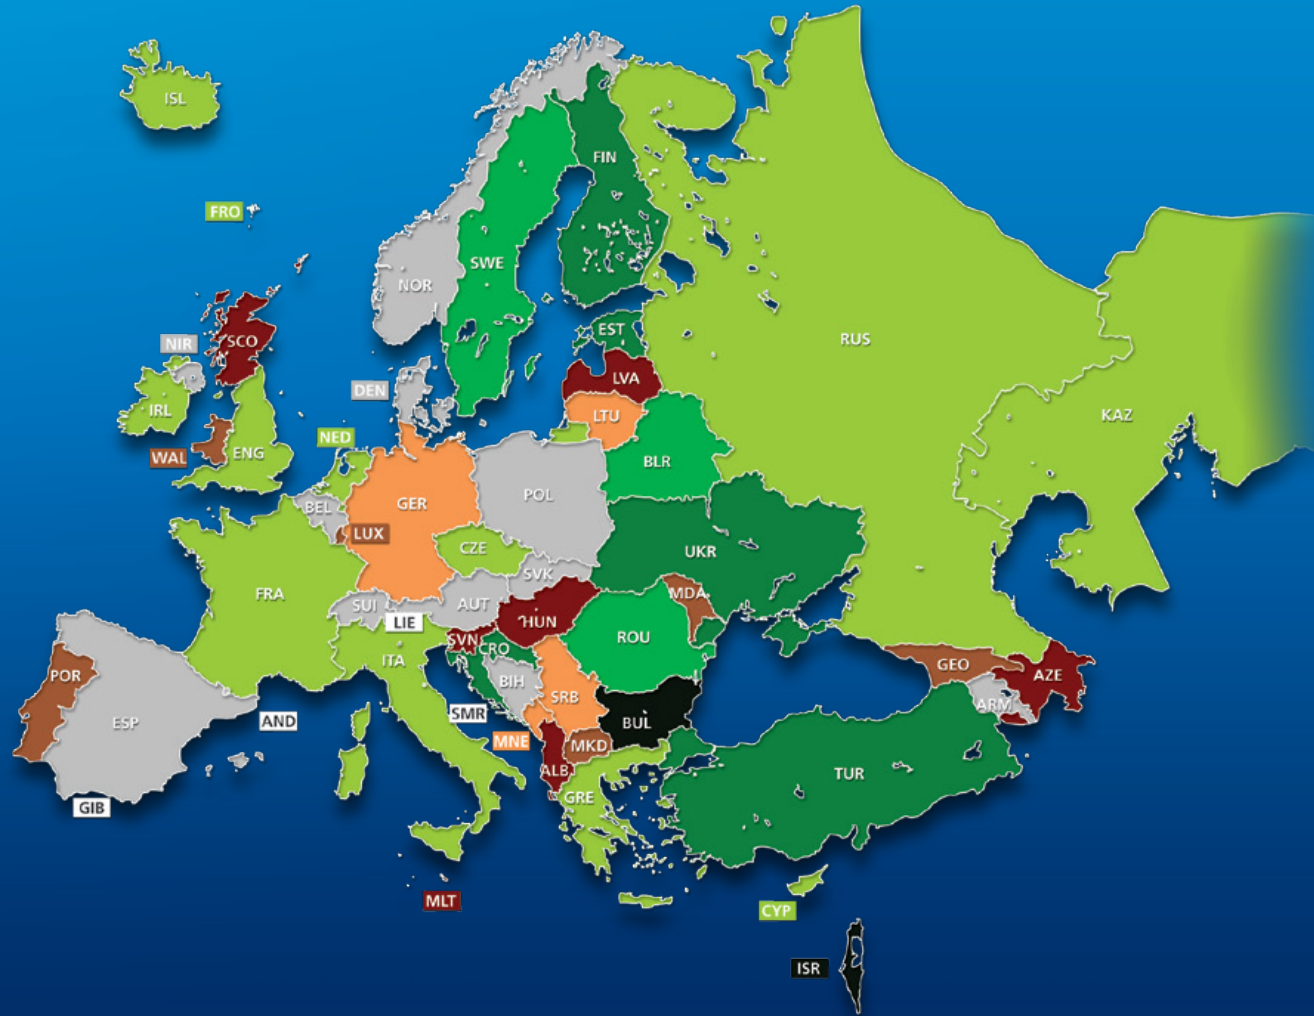 ISL
FIN
FRO
SWE
NOR
EST
RUS
NIR
SCO
LVA
DEN
IRL
LTU
KAZ
NED
WAL
ENG
BLR
POL
GER
BEL
LUX
CZE
UKR
SVK
FRA
MDA
SUI
AUT
LIE
HUN
ROU
SVN
CRO
ITA
GEO
POR
AZE
BIH
SRB
ARM
SMR
AND
ESP
BUL
MNE
MKD
ALB
TUR
GRE
GIB
MLT
CYP
ISR